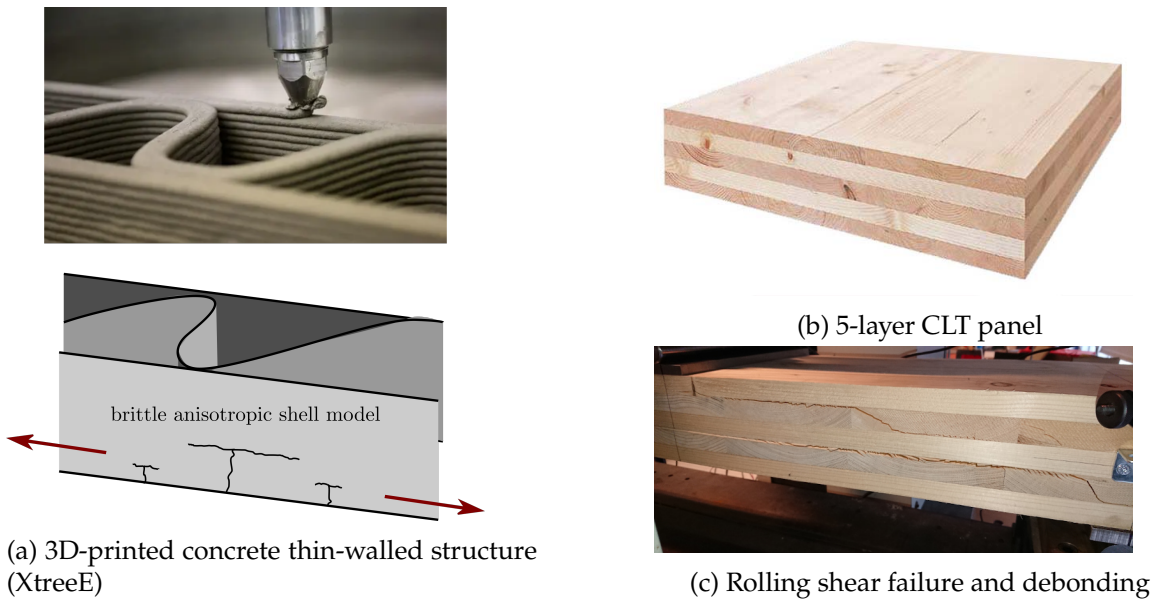 brittle anisotropic shell model
(a) 3D-printed concrete thin-walled structure
(XtreeE)
(b) 5-layer CLT panel
(c) Rolling shear failure and debonding